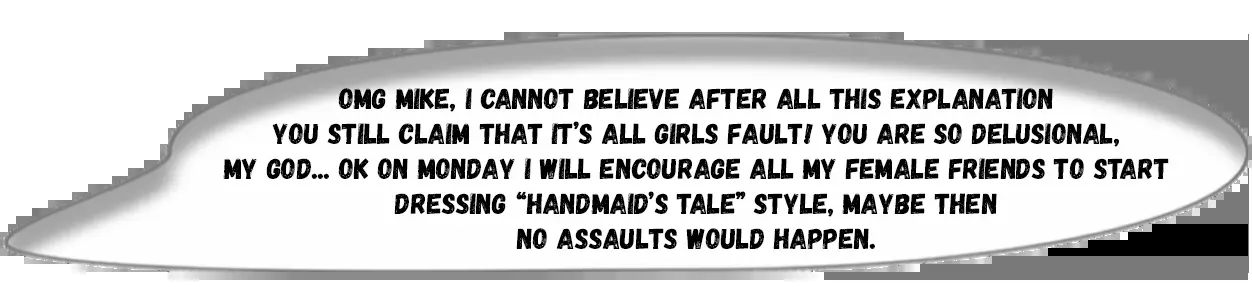 OMG MIKE, I CANNOT BELIEVE AFTER ALL THIS EXPLANATION
YOU STILL CLAIM THAT IT'S ALL GIRLS FAULT! YOU ARE SO DELUSIONAL,
MY GOD... OK ON MONDAY I WILL ENCOURAGE ALL MY FEMALE FRIENDS TO START
DRESSING “HANDMAID'S TALE” STYLE, MAYBE THEN
NO ASSAULTS WOULD HAPPEN.